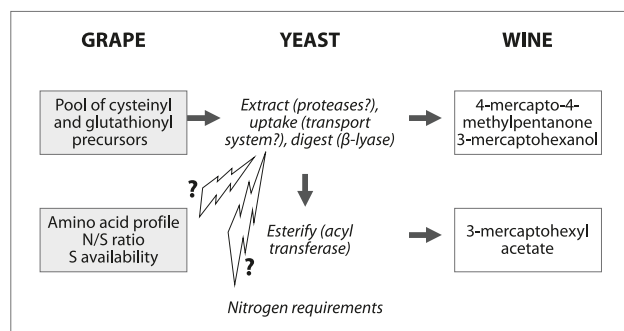 GRAPE
YEAST
WINE
Pool of cysteinyl
and glutathionyl
precursors
Extract (proteases?),
uptake (transport
system?), digest (β-lyase)
4-mercapto-4-
methylpentanone
3-mercaptohexanol
?
Amino acid profile
N/S ratio
S availability
Esterify (acyl
transferase)
?
3-mercaptohexyl
acetate
Nitrogen requirements